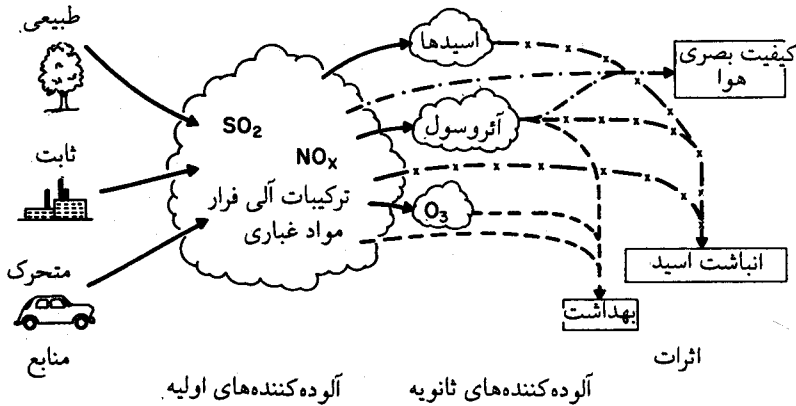 طبیعی
ثابت
متحرک
منابع
SO2
NOx
ترکیبات آلی فرار
مواد غباری
آلوده‌کننده‌های اولیه
اسیدها
آئروسول
O3
آلوده‌کننده‌های ثانویه
کیفیت بصری
هوا
انباشت اسید
بهداشت
اثرات